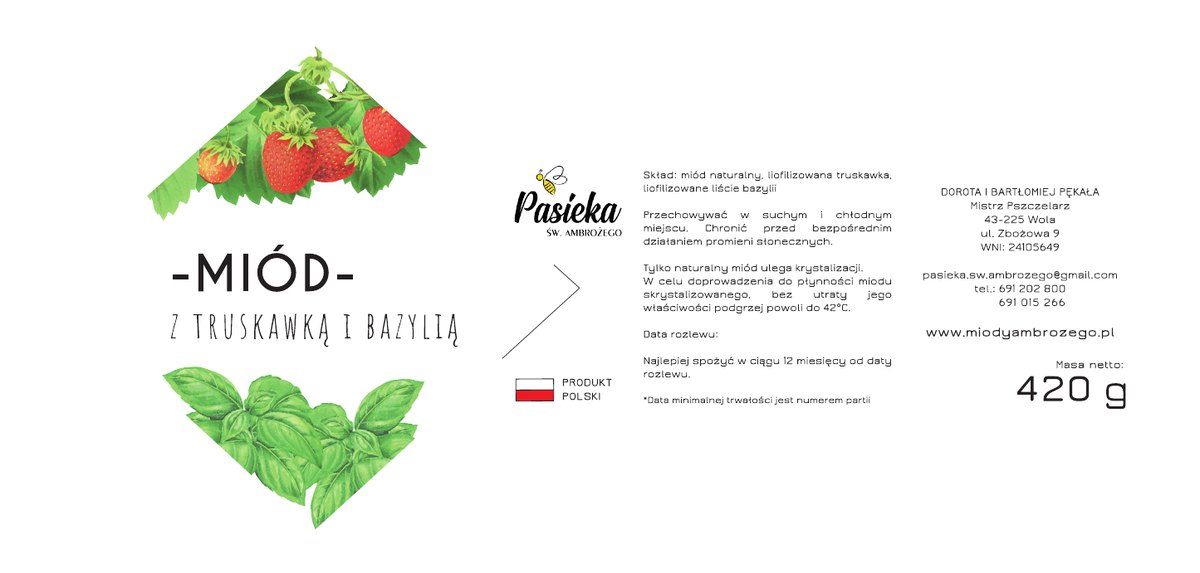 -MIÓD-
Z TRUSKAWKĄ I BAZYLIĄ
Pasieka
ŚW. AMBROŻEGO
PRODUKT
POLSKI
Skład: miód naturalny, liofilizowana truskawka,
liofilizowane liście bazylii
Przechowywać w suchym i chłodnym
miejscu. Chronić przed bezpośrednim
działaniem promieni słonecznych.
Tylko naturalny miód ulega krystalizacji.
W celu doprowadzenia do płynności miodu
skrystalizowanego, bez utraty jego
właściwości podgrzej powoli do 42°C.
Data rozlewu:
Najlepiej spożyć w ciągu 12 miesięcy od daty
rozlewu.
*Data minimalnej trwałości jest numerem partii
DOROTA I BARTŁOMIEJ PĘKAŁA
Mistrz Pszczelarz
43-225 Wola
ul. Zbożowa 9
WNI: 24105649
pasieka.sw.ambrozego@gmail.com
tel.: 691 202 800
691 015 266
www.miodyambrozego.pl
Masa netto:
420 g